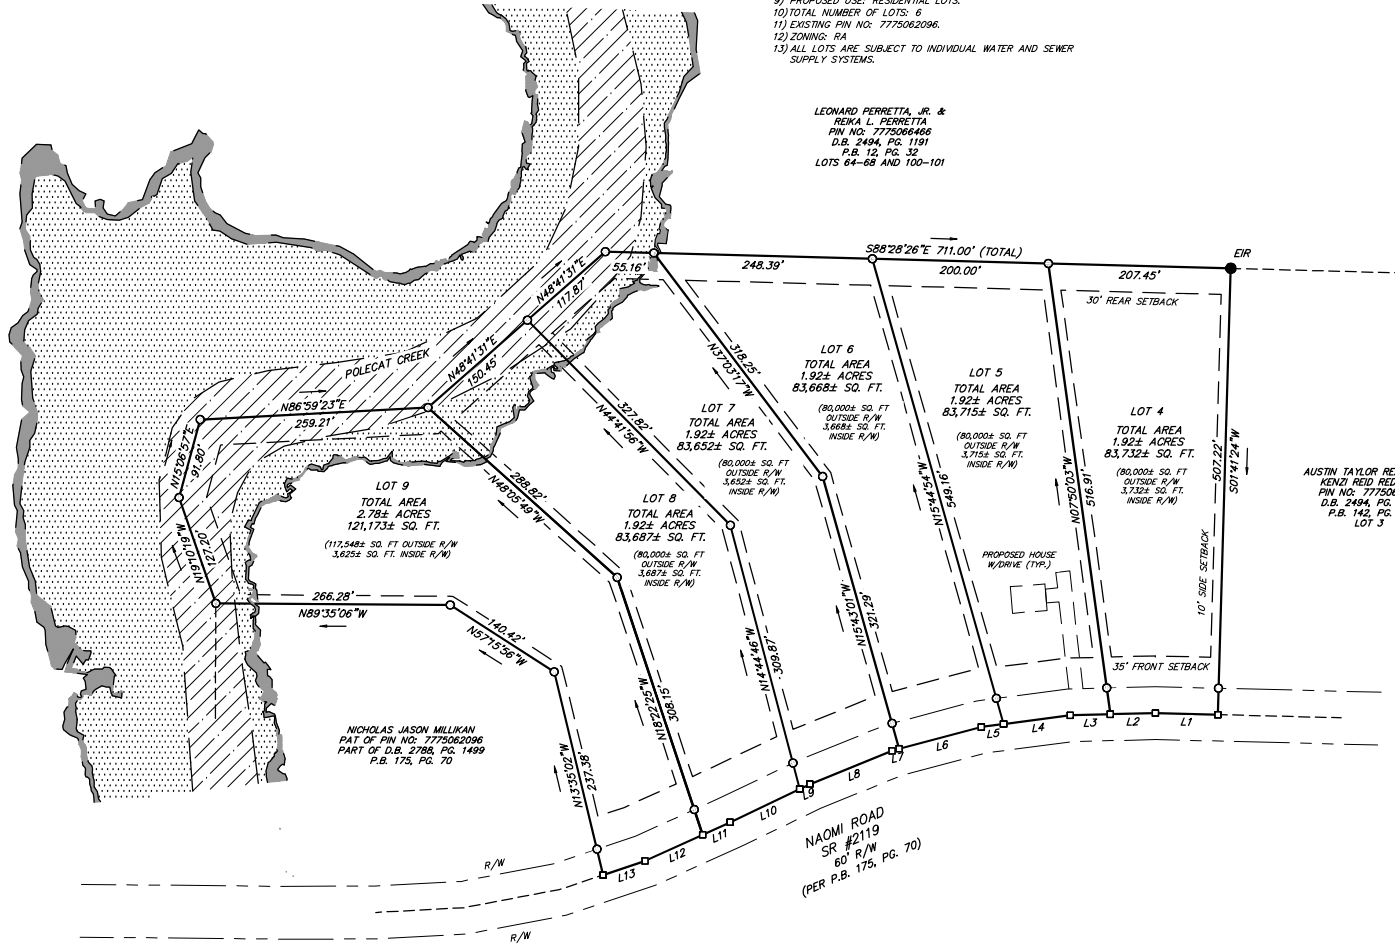 9) PROPOSED USE: RESIDENTIAL LOTS.
10) TOTAL NUMBER OF LOTS: 6
11) EXISTING PIN NO: 7775062096.
12) ZONING: RA
13) ALL LOTS ARE SUBJECT TO INDIVIDUAL WATER AND SEWER
SUPPLY SYSTEMS.
LEONARD PERRETTA, JR. &
REIKA L. PERRETTA
PIN NO: 7775066466
D.B. 2494, PG. 1191
P.B. 12, PG. 32
LOTS 64-68 AND 100-101
S88°28'26"E 711.00' (TOTAL)
EIR
55.16'
248.39'
200.00'
207.45'
30' REAR SETBACK
N48°41'31"E
117.87'
N48°41'31"E
150.45'
POLECAT CREEK
N86°59'23"E
259.21'
N15°06'57"E
91.80'
N19°10'19"W
127.20'
318.25'
N37°03'17"W
327.82'
N44°41'56"W
288.82'
N48°05'49"W
LOT 6
TOTAL AREA
1.92± ACRES
83,668± SQ. FT.
(80,000± SQ. FT
OUTSIDE R/W
3,668± SQ. FT.
INSIDE R/W)
LOT 5
TOTAL AREA
1.92± ACRES
83,715± SQ. FT.
(80,000± SQ. FT
OUTSIDE R/W
3,715± SQ. FT.
INSIDE R/W)
LOT 4
TOTAL AREA
1.92± ACRES
83,732± SQ. FT.
(80,000± SQ. FT
OUTSIDE R/W
3,732± SQ. FT.
INSIDE R/W)
LOT 7
TOTAL AREA
1.92± ACRES
83,652± SQ. FT.
(80,000± SQ. FT
OUTSIDE R/W
3,652± SQ. FT.
INSIDE R/W)
LOT 8
TOTAL AREA
1.92± ACRES
83,687± SQ. FT.
(80,000± SQ. FT
OUTSIDE R/W
3,687± SQ. FT.
INSIDE R/W)
LOT 9
TOTAL AREA
2.78± ACRES
121,173± SQ. FT.
(117,548± SQ. FT OUTSIDE R/W
3,625± SQ. FT. INSIDE R/W)
266.28'
N89°35'06"W
140.42'
N57°15'56"W
N13°35'02"W
237.38'
N18°22'25"W
308.15'
N14°44'46"W
309.87'
N15°43'01"W
321.29'
N15°44'54"W
549.16'
N07°50'03"W
516.91'
507.22'
S01°41'24"W
10' SIDE SETBACK
35' FRONT SETBACK
PROPOSED HOUSE
W/DRIVE (TYP.)
AUSTIN TAYLOR
KENZI REID
PIN NO:
D.B. 2494, PG.
P.B. 142, PG.
LOT 3
NICHOLAS JASON MILLIKAN
PAT OF PIN NO: 7775062096
PART OF D.B. 2788, PG. 1499
P.B. 175, PG. 70
L1
L2
L3
L4
L5
L6
L7
L8
L9
L10
L11
L12
L13
NAOMI ROAD
SR #2119
60' R/W
(PER P.B. 175, PG. 70)
R/W
R/W